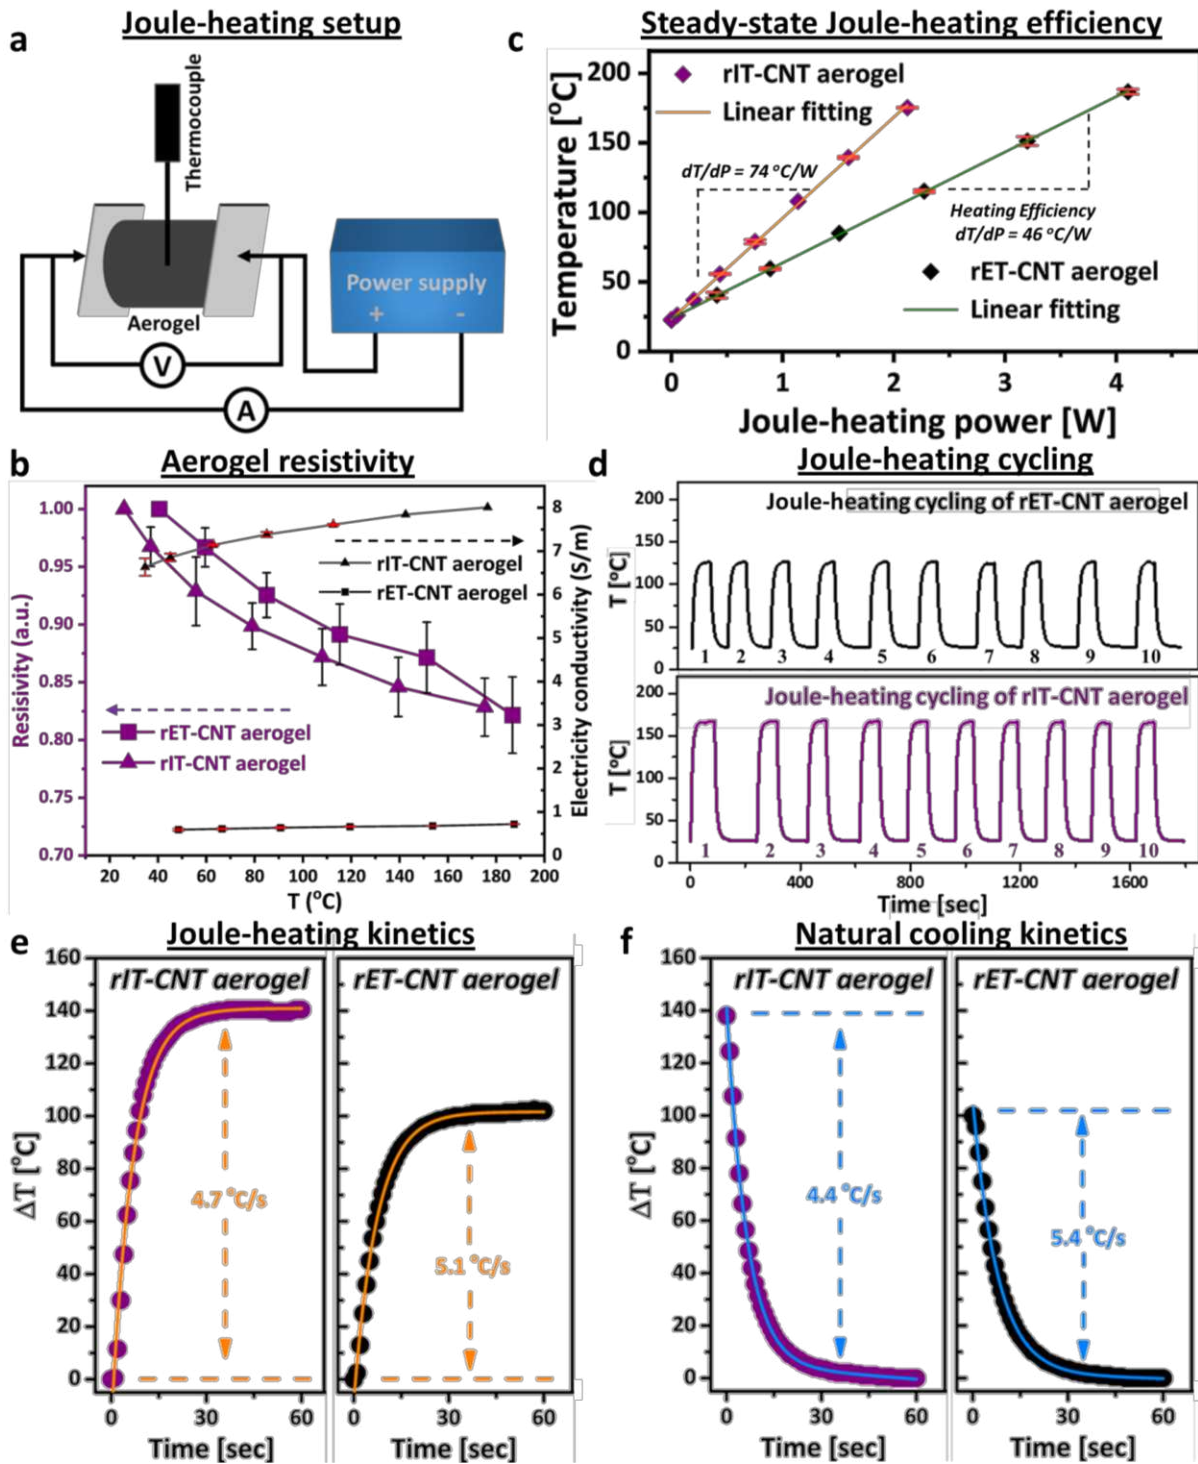 a
Joule-heating setup
Thermocouple
Aerogel
Power supply
+ -
V
A
c
Steady-state Joule-heating efficiency
Temperature [°C]
200
150
100
50
0
rIT-CNT aerogel
Linear fitting
dT/dP = 74 °C/W
Heating Efficiency
dT/dP = 46 °C/W
rET-CNT aerogel
Linear fitting
0 1 2 3 4
Joule-heating power [W]
b
Aerogel resistivity
Resisivity (a.u.)
1.00
0.95
0.90
0.85
0.80
0.75
0.70
rIT-CNT aerogel
rET-CNT aerogel
rET-CNT aerogel
rIT-CNT aerogel
8
7
6
5
4
3
2
1
0
Electricity conductivity (S/m)
20 40 60 80 100 120 140 160 180 200
T (°C)
d
Joule-heating cycling
Joule-heating cycling of rET-CNT aerogel
T [°C]
200
150
100
50
0
1 2 3 4 5 6 7 8 9 10
Joule-heating cycling of rIT-CNT aerogel
T [°C]
200
150
100
50
0
1 2 3 4 5 6 7 8 9 10
0 400 800 1200 1600
Time [sec]
e
Joule-heating kinetics
ΔT [°C]
160
140
120
100
80
60
40
20
0
rIT-CNT aerogel
4.7 °C/s
0 30 60
Time [sec]
rET-CNT aerogel
5.1 °C/s
0 30 60
Time [sec]
f
Natural cooling kinetics
ΔT [°C]
160
140
120
100
80
60
40
20
0
rIT-CNT aerogel
4.4 °C/s
0 30 60
Time [sec]
rET-CNT aerogel
5.4 °C/s
0 30 60
Time [sec]